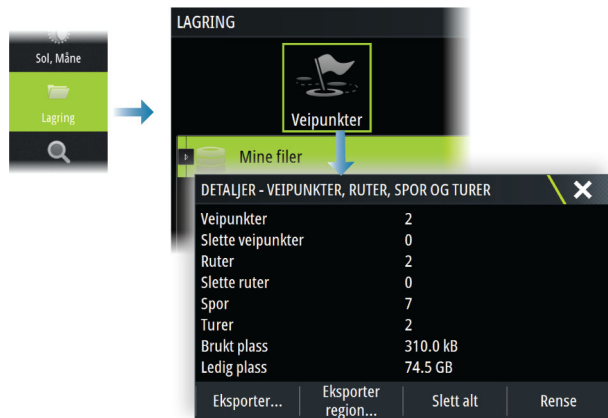 Sol, Måne
Lagring
LAGRING
Veipunkter
Mine filer
DETALJER - VEIPUNKTER, RUTER, SPOR OG TURER
Veipunkter 2
Slette veipunkter 0
Ruter 2
Slette ruter 0
Spor 7
Turer 2
Brukt plass 310.0 kB
Ledig plass 74.5 GB
Eksporter...
Eksporter
region...
Slett alt
Rense